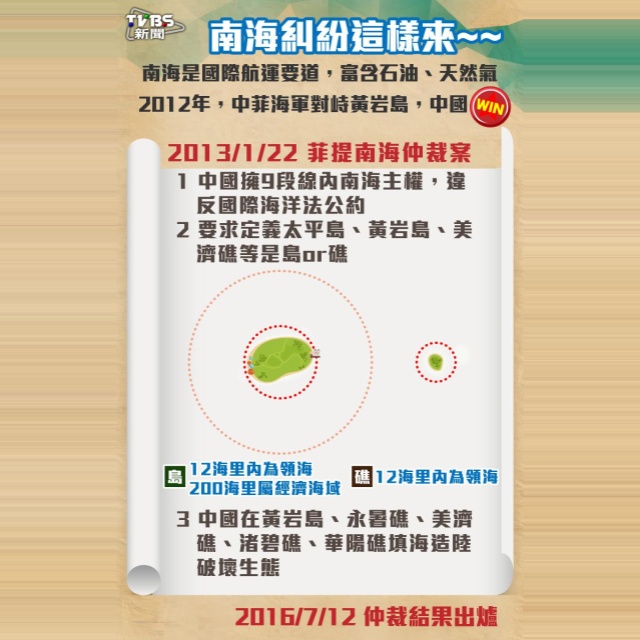 TVBS
新聞
南海糾紛這樣來~~
南海是國際航運要道，富含石油、天然氣
2012年，中菲海軍對峙黃岩島，中國WIN
2013/1/22 菲提南海仲裁案
1 中國擁9段線內南海主權，違
反國際海洋法公約
2 要求定義太平島、黃岩島、美
濟礁等是島or礁
島 12海里內為領海
200海里屬經濟海域
礁 12海里內為領海
3 中國在黃岩島、永暑礁、美濟
礁、渚碧礁、華陽礁填海造陸
破壞生態
2016/7/12 仲裁結果出爐